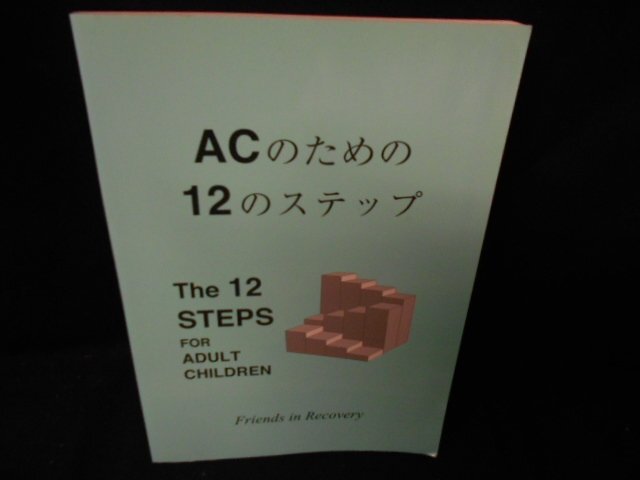 ACのための
12のステップ
The 12
STEPS
FOR
ADULT
CHILDREN
Friends in Recovery